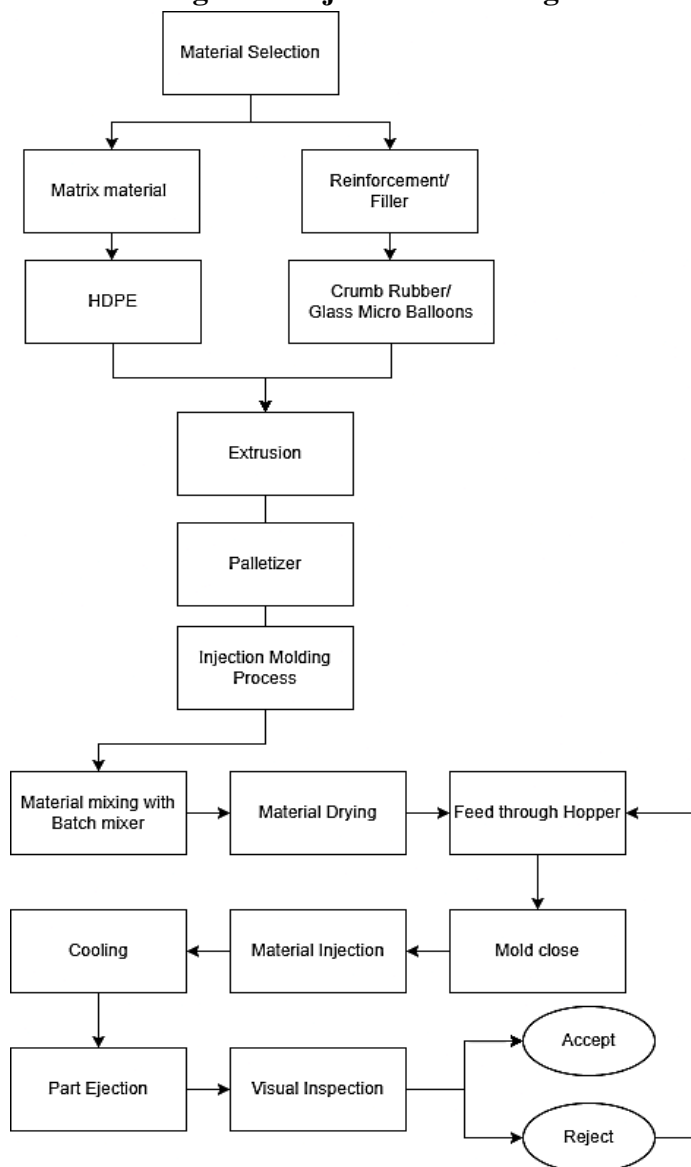 Material Selection
Matrix material
Reinforcement/
Filler
HDPE
Crumb Rubber/
Glass Micro Balloons
Extrusion
Palletizer
Injection Molding
Process
Material mixing with
Batch mixer
Material Drying
Feed through Hopper
Cooling
Material Injection
Mold close
Part Ejection
Visual Inspection
Accept
Reject